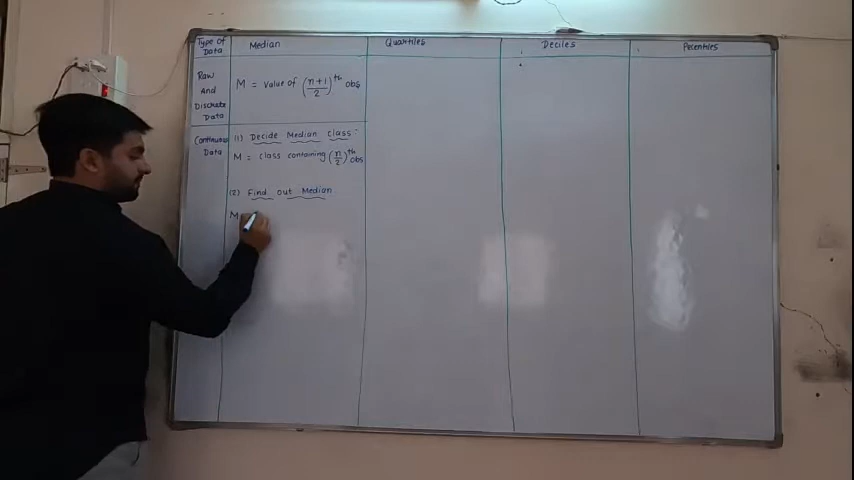 Type of Data
Median
Quartiles
Deciles
Pecentiles
Raw
And
Discrete
Data
M = Value of (n+1/2)th obs
Continuous
Data
(1) Decide Median class:
M = class containing (n/2)th obs
(2) Find out Median
M